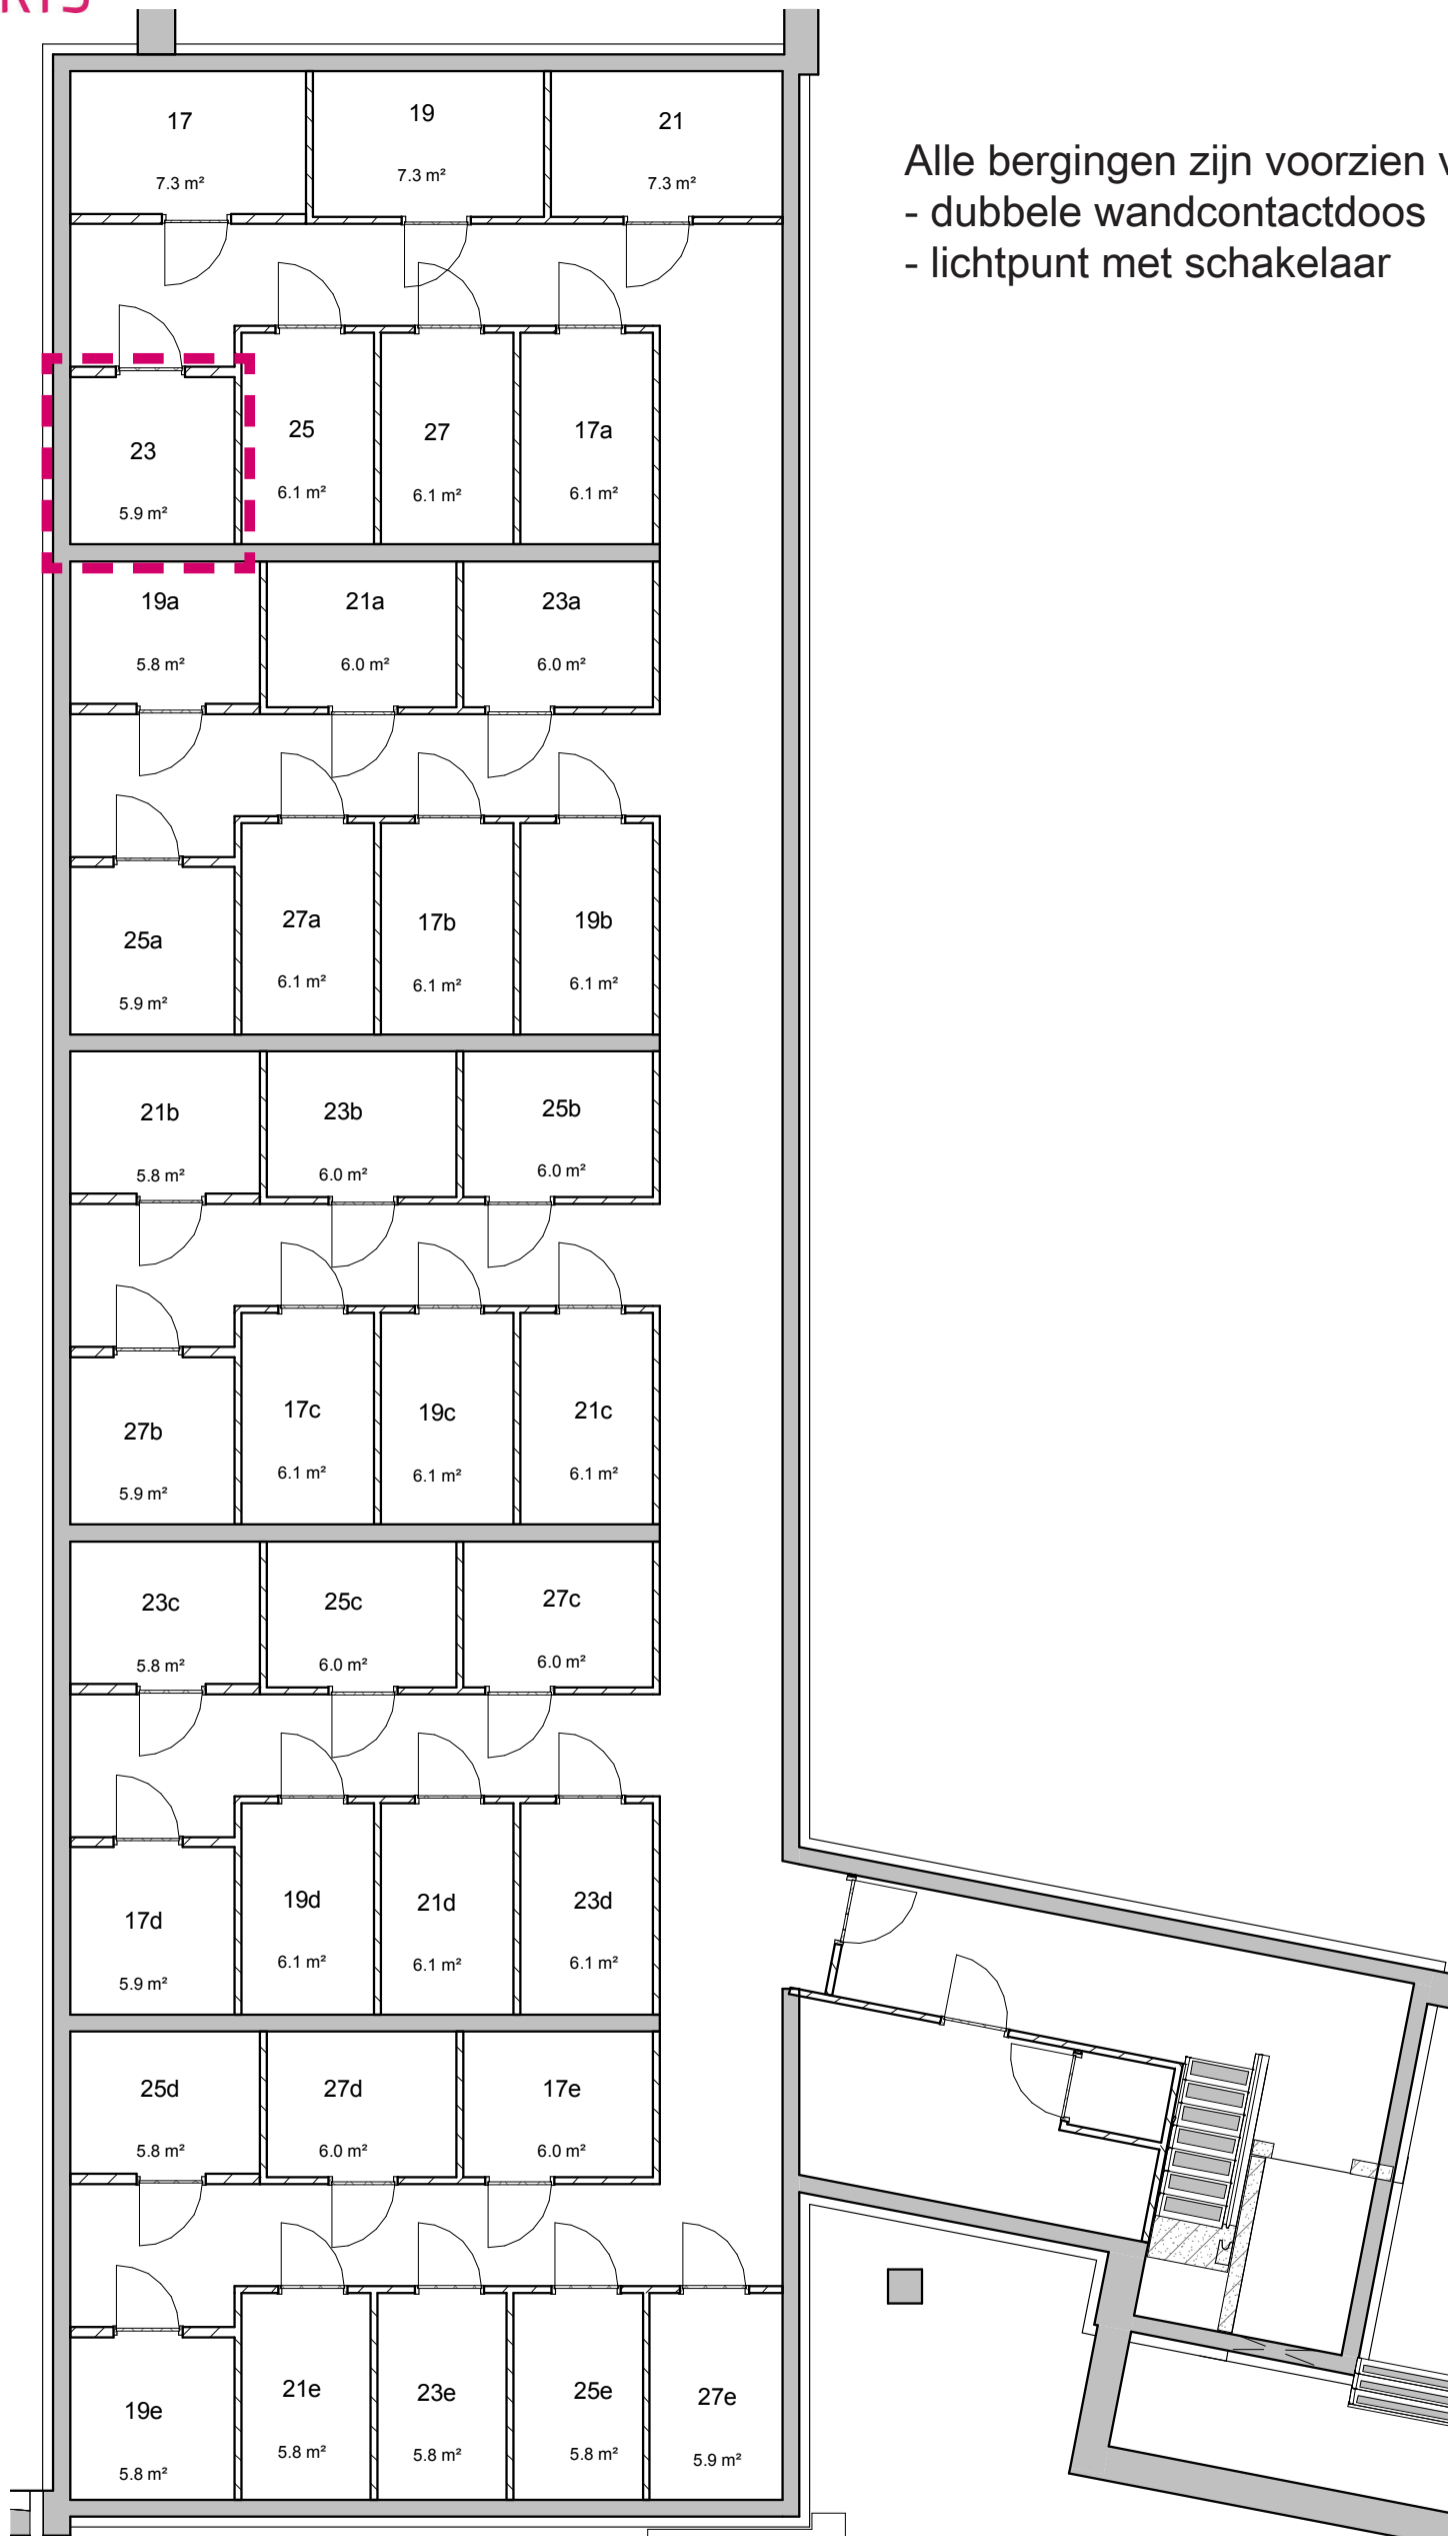 Alle bergingen zijn voorzien
- dubbele wandcontactdoos
- lichtpunt met schakelaar
17
19
21
7.3 m²
7.3 m²
7.3 m²
23
25
27
17a
5.9 m²
6.1 m²
6.1 m²
6.1 m²
19a
21a
23a
5.8 m²
6.0 m²
6.0 m²
25a
27a
17b
19b
5.9 m²
6.1 m²
6.1 m²
6.1 m²
21b
23b
25b
5.8 m²
6.0 m²
6.0 m²
27b
17c
19c
21c
5.9 m²
6.1 m²
6.1 m²
6.1 m²
23c
25c
27c
5.8 m²
6.0 m²
6.0 m²
17d
19d
21d
23d
5.9 m²
6.1 m²
6.1 m²
6.1 m²
25d
27d
17e
5.8 m²
6.0 m²
6.0 m²
19e
21e
23e
25e
27e
5.8 m²
5.8 m²
5.8 m²
5.8 m²
5.9 m²